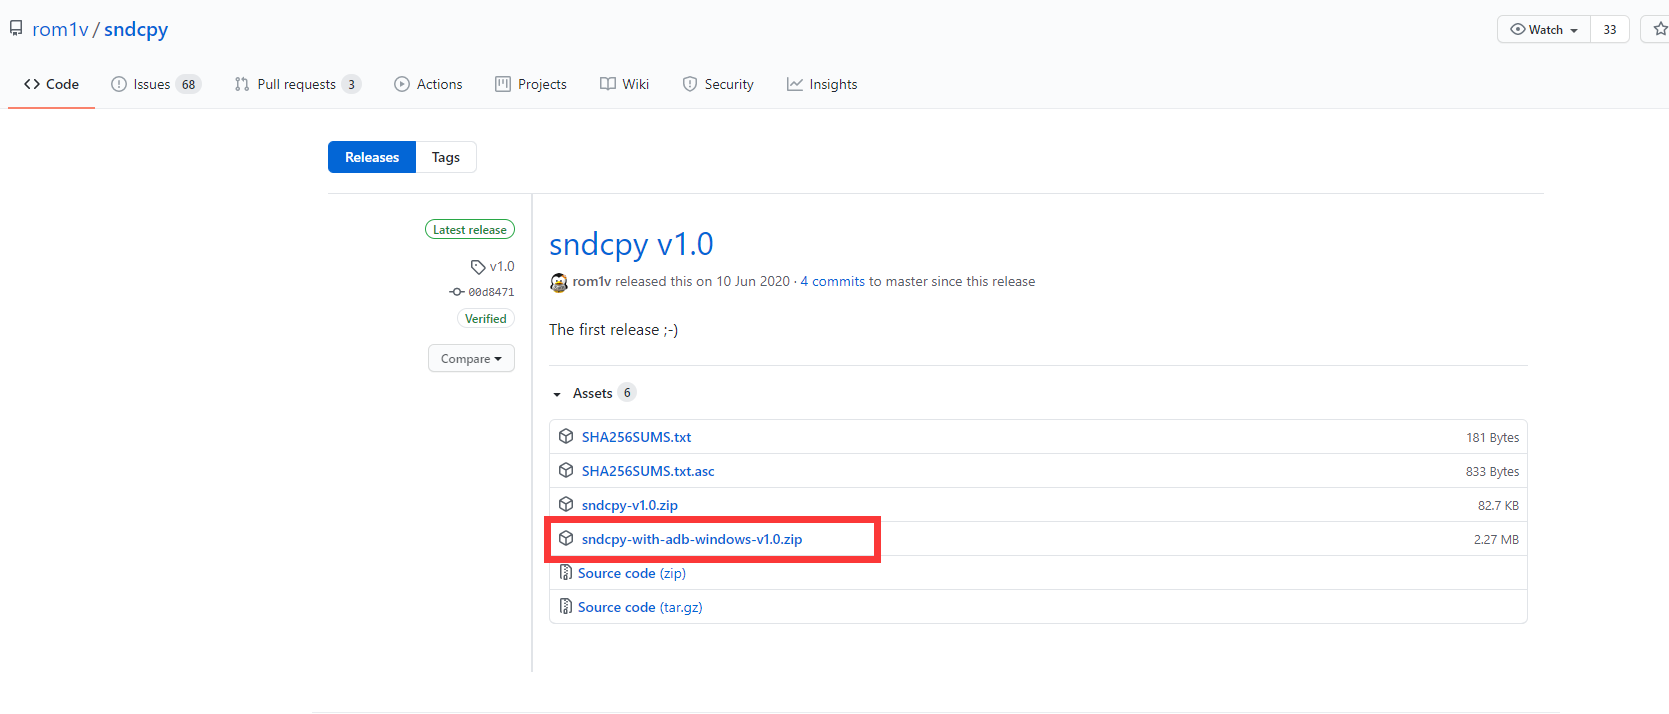 rom1v / sndcpy
Watch 33
Code Issues 68 Pull requests 3 Actions Projects Wiki Security Insights
Releases Tags
Latest release
v1.0
00d8471
Verified
Compare
sndcpy v1.0
rom1v released this on 10 Jun 2020 · 4 commits to master since this release
The first release ;-)
Assets 6
SHA256SUMS.txt 181 Bytes
SHA256SUMS.txt.asc 833 Bytes
sndcpy-v1.0.zip 82.7 KB
sndcpy-with-adb-windows-v1.0.zip 2.27 MB
Source code (zip)
Source code (tar.gz)